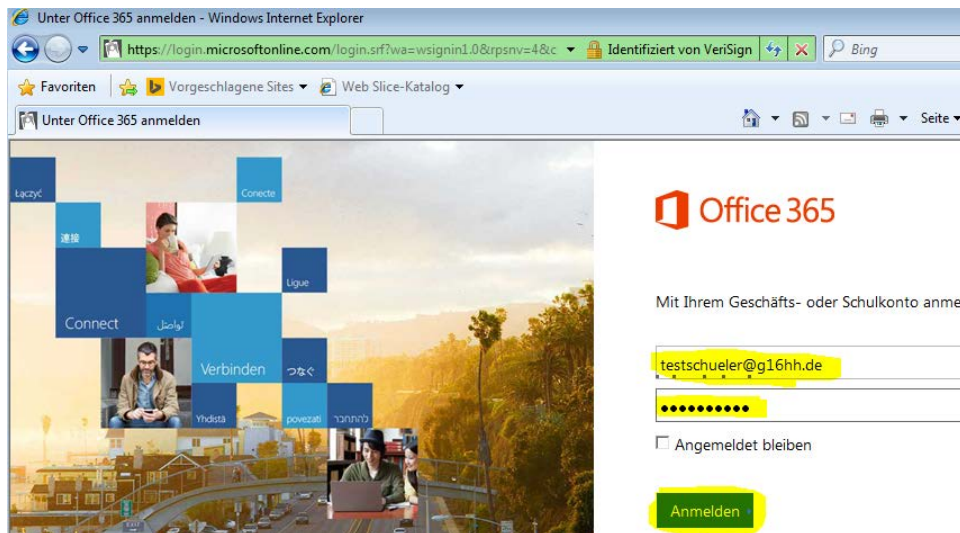 Unter Office 365 anmelden - Windows Internet Explorer
https://login.microsoftonline.com/login.srf?wa=wsignin1.0&rpsnv=4&c
Identifiziert von VeriSign
Bing
Favoriten
Vorgeschlagene Sites
Web Slice-Katalog
Unter Office 365 anmelden
Seite
Łączyć
Conecte
連接
Ligue
Connect
تواصل
Verbinden
つなぐ
Yhdistä
povezati
להתחבר
EXIT
Office 365
Mit Ihrem Geschäfts- oder Schulkonto anme
testschueler@g16hh.de
••••••••••
Angemeldet bleiben
Anmelden